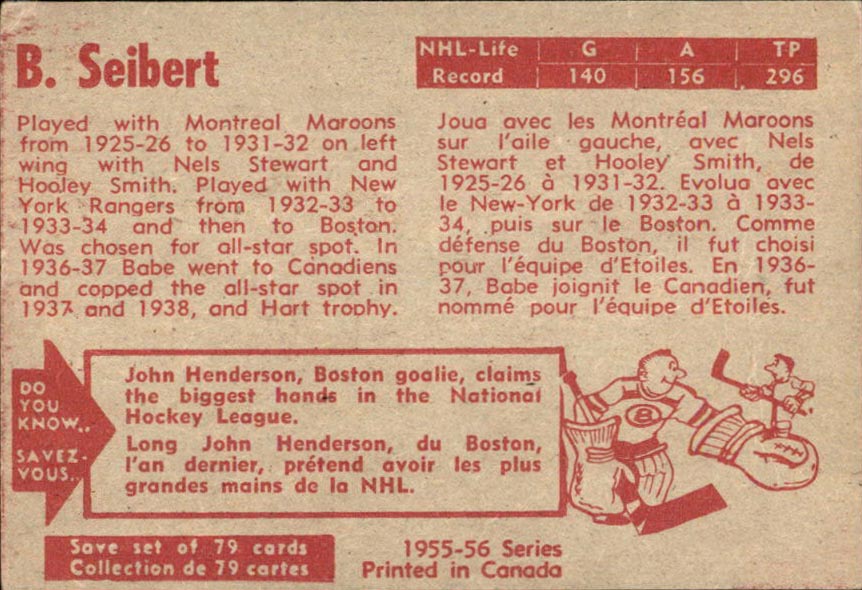 B. Seibert
NHL-Life G A TP
Record 140 156 296
Played with Montreal Maroons
from 1925-26 to 1931-32 on left
wing with Nels Stewart and
Hooley Smith. Played with New
York Rangers from 1932-33 to
1933-34 and then to Boston.
Was chosen for all-star spot. In
1936-37 Babe went to Canadiens
and copped the all-star spot in
1937 and 1938, and Hart trophy.
Joua avec les Montréal Maroons
sur l'aile gauche, avec Nels
Stewart et Hooley Smith, de
1925-26 à 1931-32. Evolua avec
le New-York de 1932-33 à 1933-
34, puis sur le Boston. Comme
défense du Boston, il fut choisi
pour l'équipe d'Etoiles. En 1936-
37, Babe joignit le Canadien, fut
nommé pour l'équipe d'Etoiles.
DO
YOU
KNOW..
SAVEZ-
VOUS..
John Henderson, Boston goalie, claims
the biggest hands in the National
Hockey League.
Long John Henderson, du Boston,
l'an dernier, prétend avoir les plus
grandes mains de la NHL.
B
Save set of 79 cards
Collection de 79 cartes
1955-56 Series
Printed in Canada